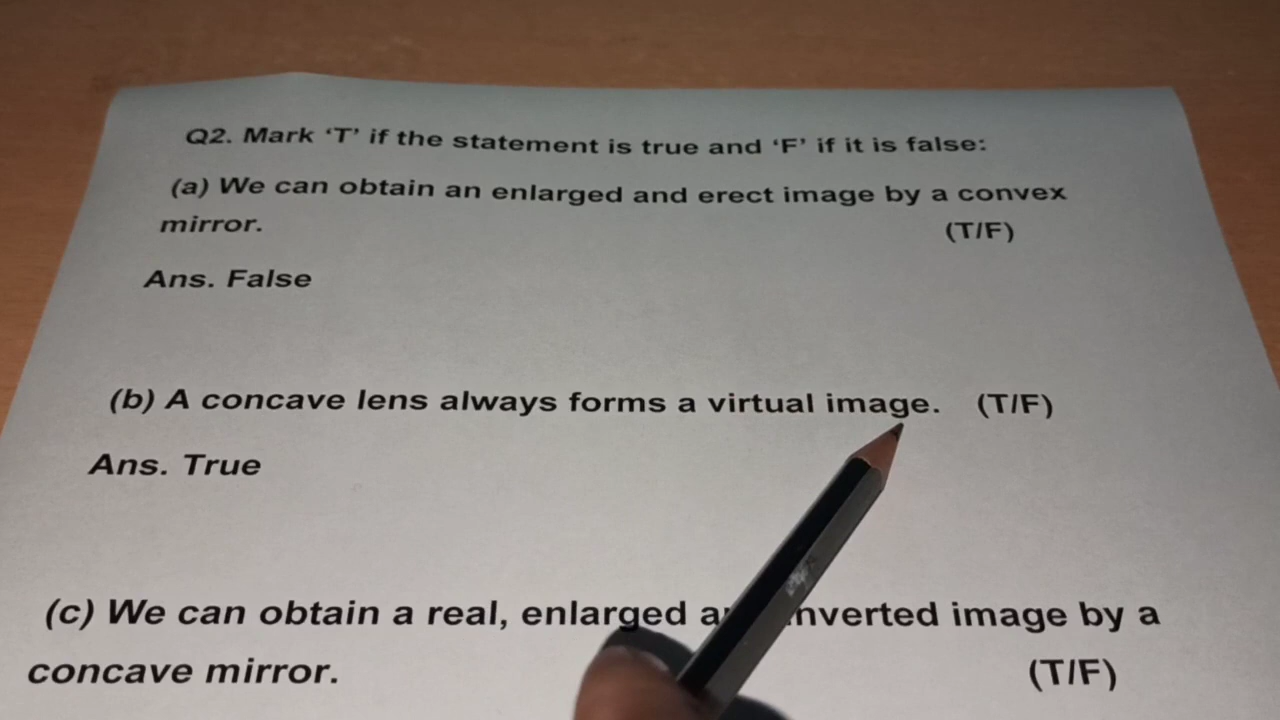 Q2. Mark ‘T’ if the statement is true and ‘F’ if it is false:
(a) We can obtain an enlarged and erect image by a convex
mirror. (T/F)
Ans. False
(b) A concave lens always forms a virtual image. (T/F)
Ans. True
(c) We can obtain a real, enlarged image by a
concave mirror. (T/F)